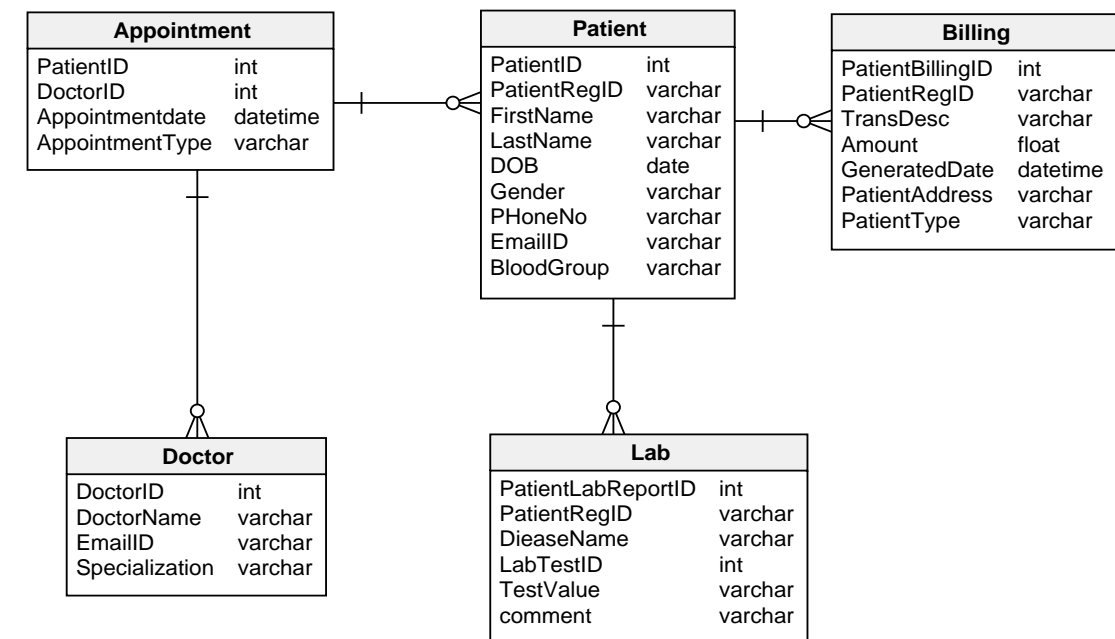 Appointment
PatientID int
DoctorID int
Appointmentdate datetime
AppointmentType varchar
Patient
PatientID int
PatientRegID varchar
FirstName varchar
LastName varchar
DOB date
Gender varchar
PHoneNo varchar
EmailID varchar
BloodGroup varchar
Billing
PatientBillingID int
PatientRegID varchar
TransDesc varchar
Amount float
GeneratedDate datetime
PatientAddress varchar
PatientType varchar
Doctor
DoctorID int
DoctorName varchar
EmailID varchar
Specialization varchar
Lab
PatientLabReportID int
PatientRegID varchar
DieaseName varchar
LabTestID int
TestValue varchar
comment varchar